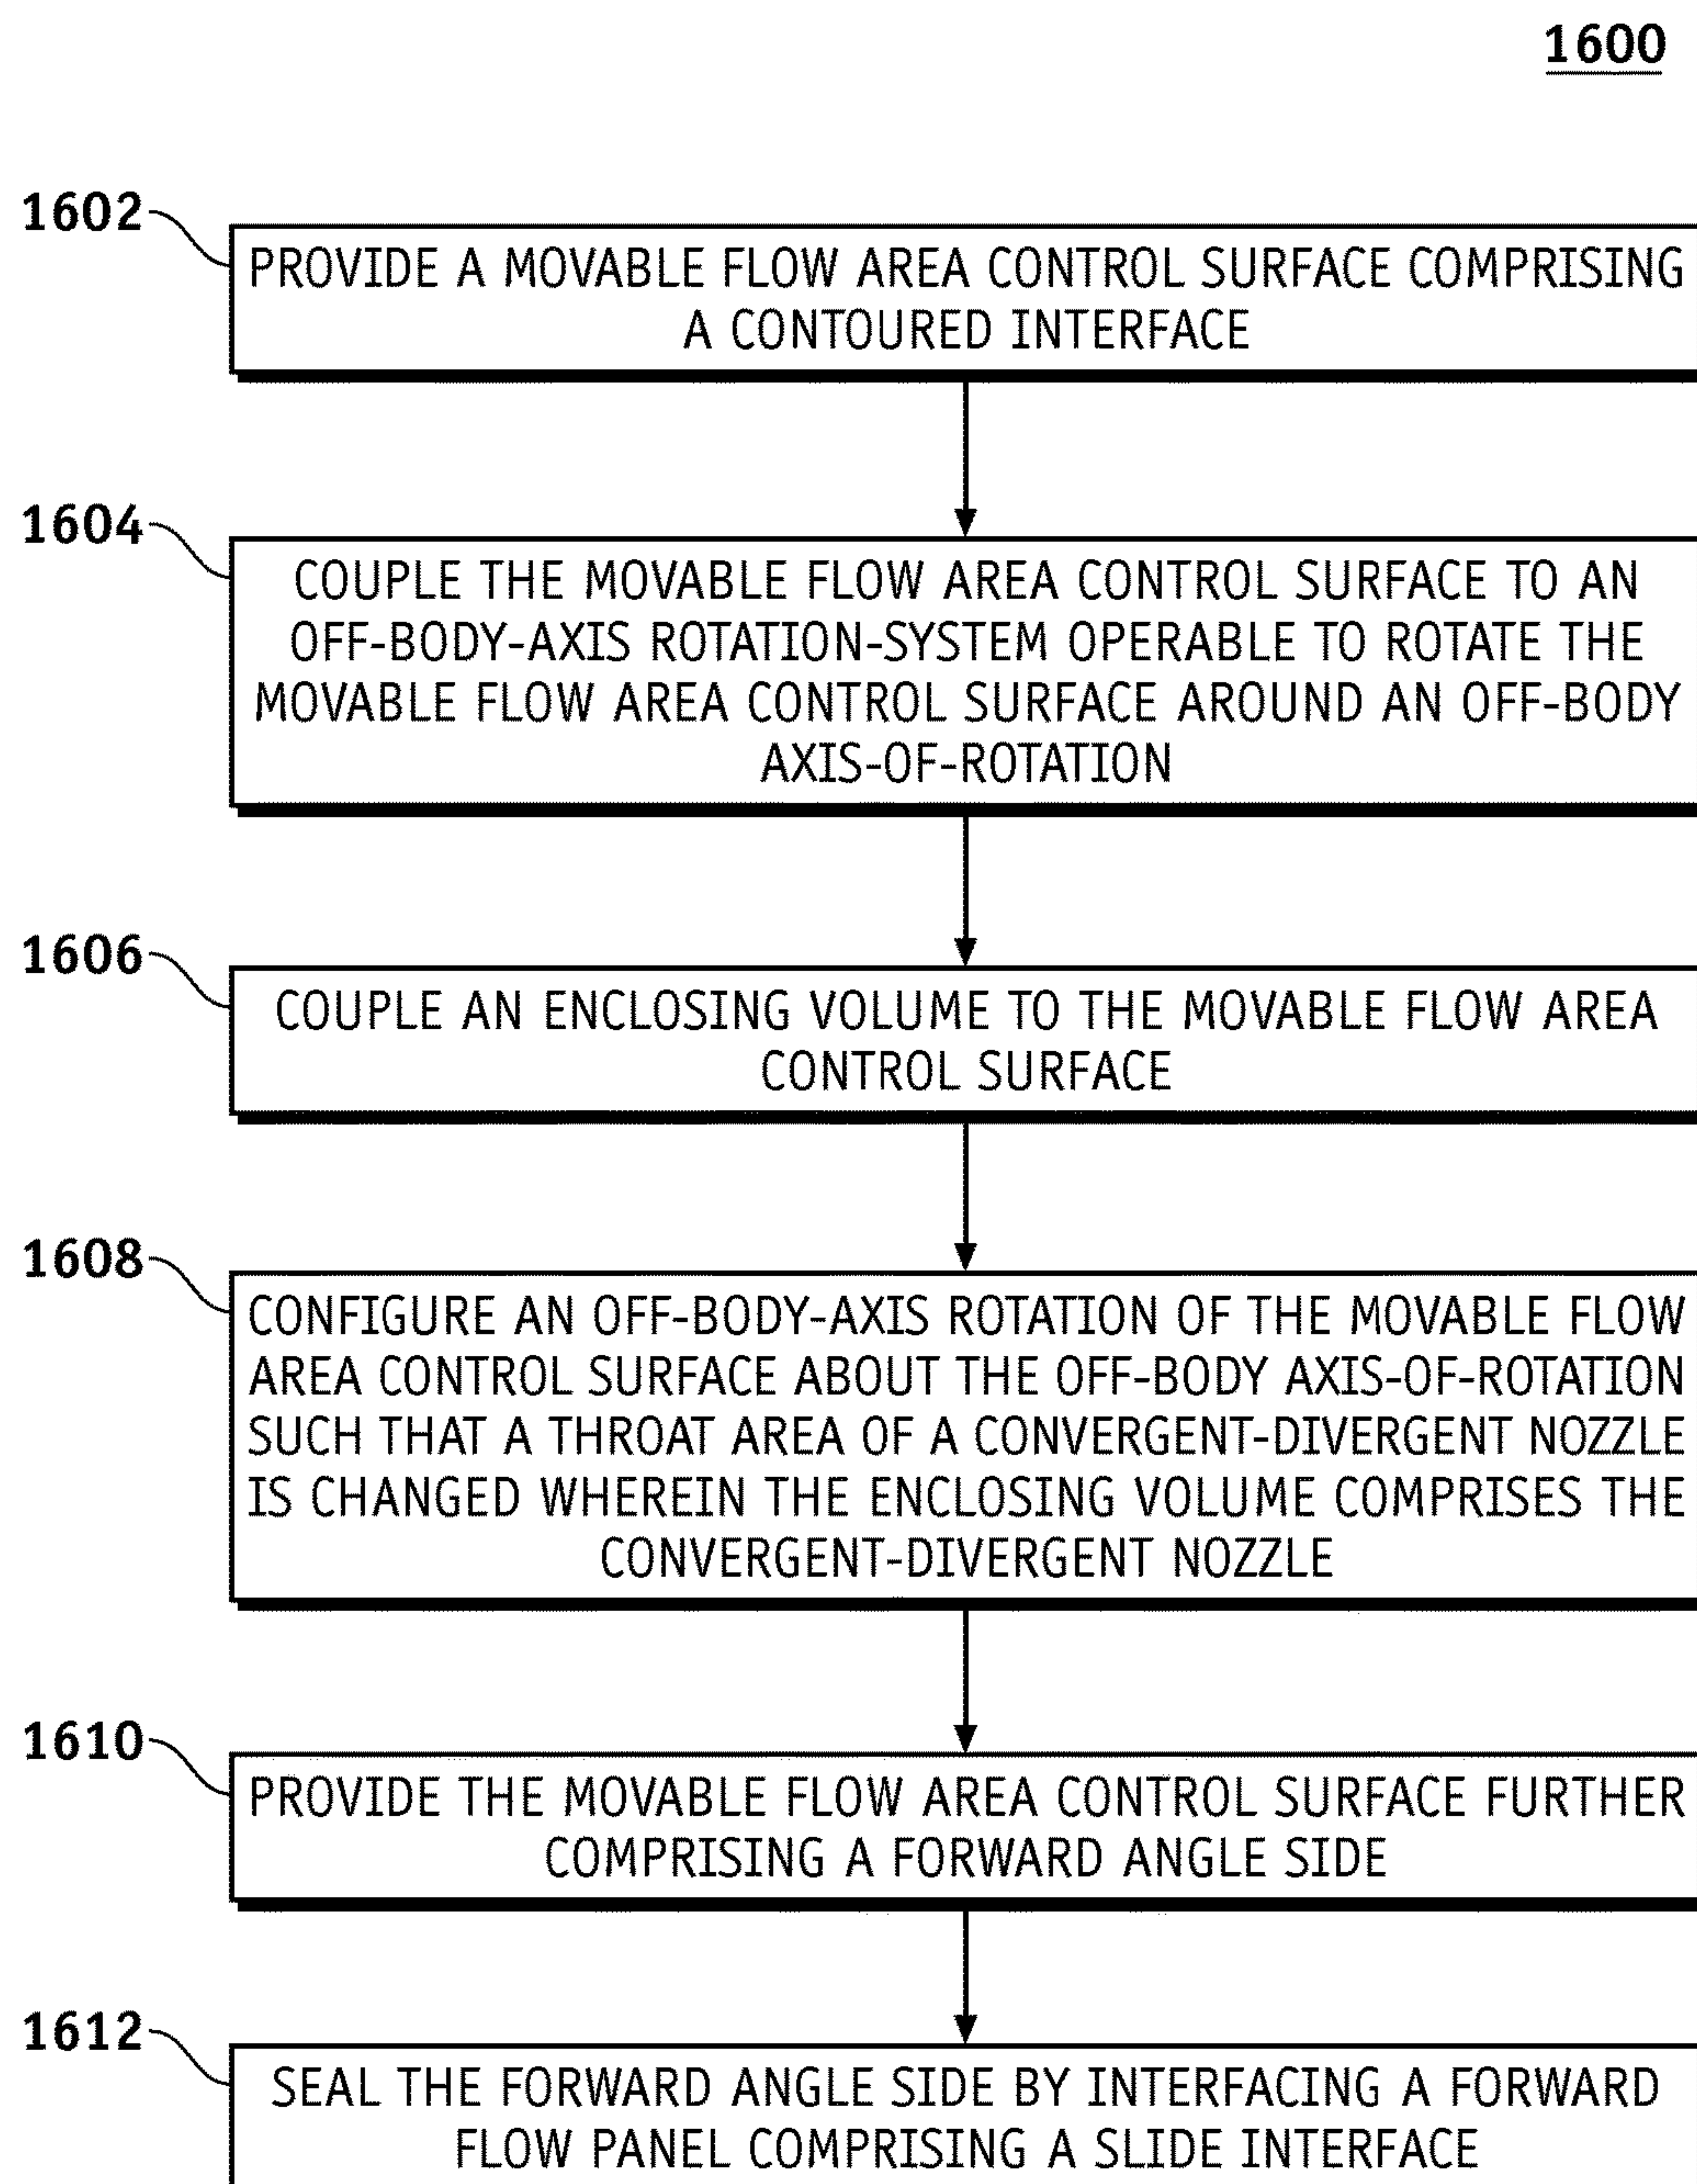 1600
1602
PROVIDE A MOVABLE FLOW AREA CONTROL SURFACE COMPRISING
A CONTOURED INTERFACE
1604
COUPLE THE MOVABLE FLOW AREA CONTROL SURFACE TO AN
OFF-BODY-AXIS ROTATION-SYSTEM OPERABLE TO ROTATE THE
MOVABLE FLOW AREA CONTROL SURFACE AROUND AN OFF-BODY
AXIS-OF-ROTATION
1606
COUPLE AN ENCLOSING VOLUME TO THE MOVABLE FLOW AREA
CONTROL SURFACE
1608
CONFIGURE AN OFF-BODY-AXIS ROTATION OF THE MOVABLE FLOW
AREA CONTROL SURFACE ABOUT THE OFF-BODY AXIS-OF-ROTATION
SUCH THAT A THROAT AREA OF A CONVERGENT-DIVERGENT NOZZLE
IS CHANGED WHEREIN THE ENCLOSING VOLUME COMPRISES THE
CONVERGENT-DIVERGENT NOZZLE
1610
PROVIDE THE MOVABLE FLOW AREA CONTROL SURFACE FURTHER
COMPRISING A FORWARD ANGLE SIDE
1612
SEAL THE FORWARD ANGLE SIDE BY INTERFACING A FORWARD
FLOW PANEL COMPRISING A SLIDE INTERFACE